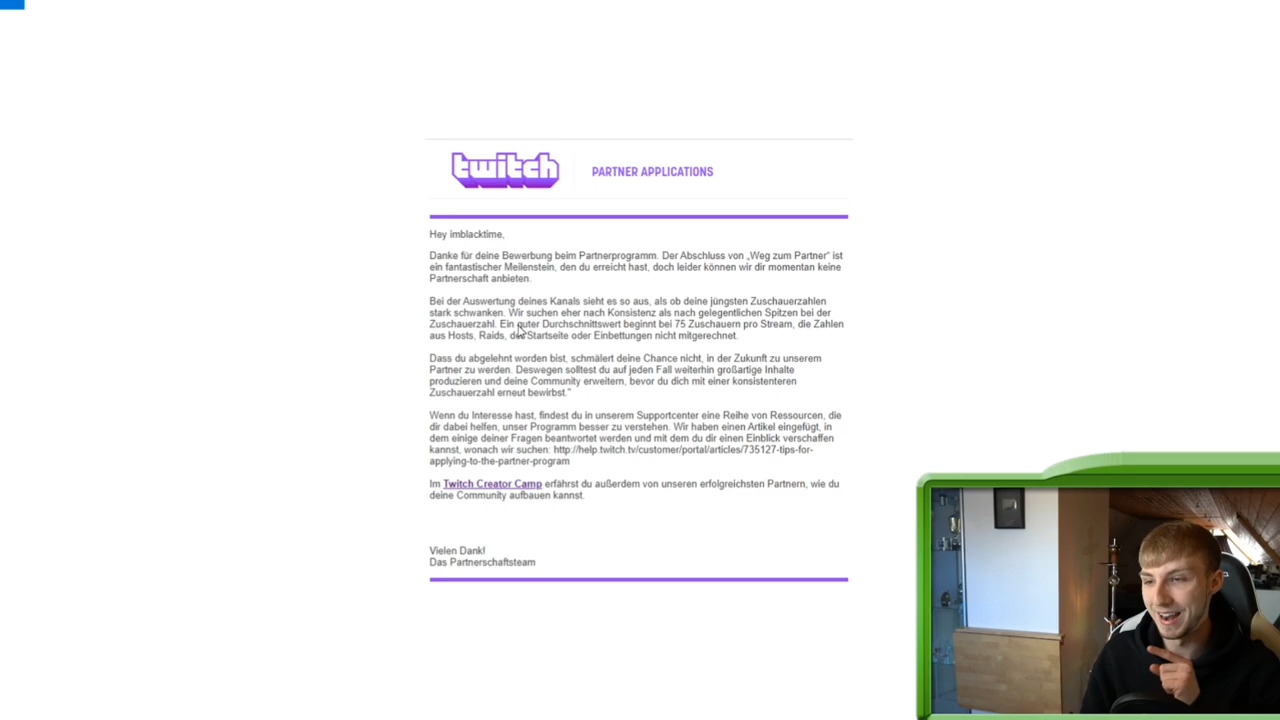 twitch PARTNER APPLICATIONS
Hey imblacktime,
Danke für deine Bewerbung beim Partnerprogramm. Der Abschluss von „Weg zum Partner“ ist
ein fantastischer Meilenstein, den du erreicht hast, doch leider können wir dir momentan keine
Partnerschaft anbieten.
Bei der Auswertung deines Kanals sieht es so aus, als ob deine jüngsten Zuschauerzahlen
stark schwanken. Wir suchen eher nach Konsistenz als nach gelegentlichen Spitzen bei der
Zuschauerzahl. Ein guter Durchschnittswert beginnt bei 75 Zuschauern pro Stream, die Zahlen
aus Hosts, Raids, der Startseite oder Einbettungen nicht mitgerechnet.
Dass du abgelehnt worden bist, schmälert deine Chance nicht, in der Zukunft zu unserem
Partner zu werden. Deswegen solltest du auf jeden Fall weiterhin großartige Inhalte
produzieren und deine Community erweitern, bevor du dich mit einer konsistenteren
Zuschauerzahl erneut bewirbst."
Wenn du Interesse hast, findest du in unserem Supportcenter eine Reihe von Ressourcen, die
dir dabei helfen, unser Programm besser zu verstehen. Wir haben einen Artikel eingefügt, in
dem einige deiner Fragen beantwortet werden und mit dem du dir einen Einblick verschaffen
kannst, wonach wir suchen: http://help.twitch.tv/customer/portal/articles/735127-tips-for-
applying-to-the-partner-program
Im Twitch Creator Camp erfährst du außerdem von unseren erfolgreichsten Partnern, wie du
deine Community aufbauen kannst.
Vielen Dank!
Das Partnerschaftsteam